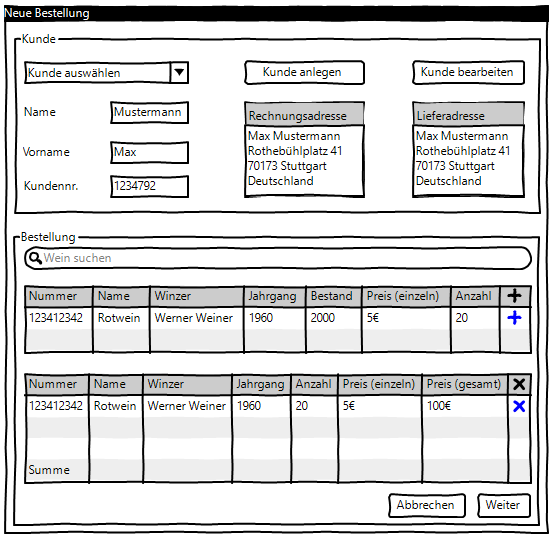 Neue Bestellung
Kunde
Kunde auswählen
Kunde anlegen
Kunde bearbeiten
Name
Mustermann
Vorname
Max
Kundennr.
1234792
Rechnungsadresse
Max Mustermann
Rothebühlplatz 41
70173 Stuttgart
Deutschland
Lieferadresse
Max Mustermann
Rothebühlplatz 41
70173 Stuttgart
Deutschland
Bestellung
Wein suchen
Nummer Name Winzer Jahrgang Bestand Preis (einzeln) Anzahl
123412342 Rotwein Werner Weiner 1960 2000 5€ 20
Nummer Name Winzer Jahrgang Anzahl Preis (einzeln) Preis (gesamt)
123412342 Rotwein Werner Weiner 1960 20 5€ 100€
Summe
Abbrechen
Weiter